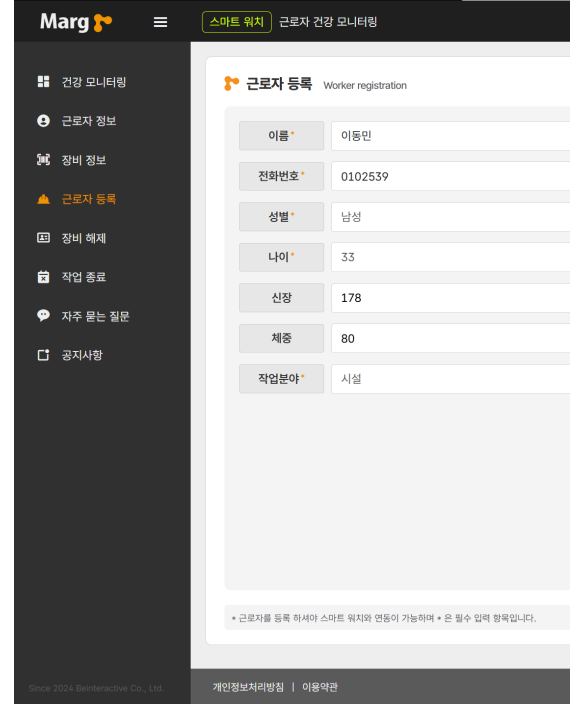 Marg
스마트 워치 근로자 건강 모니터링
건강 모니터링
근로자 정보
장비 정보
근로자 등록
장비 해제
작업 종료
자주 묻는 질문
공지사항
근로자 등록 Worker registration
이름* 이동민
전화번호* 0102539
성별* 남성
나이* 33
신장 178
체중 80
작업분야* 시설
* 근로자를 등록 하셔야 스마트 워치와 연동이 가능하며 * 은 필수 입력 항목입니다.
Since 2024 Beinteractive Co., Ltd.
개인정보처리방침 | 이용약관